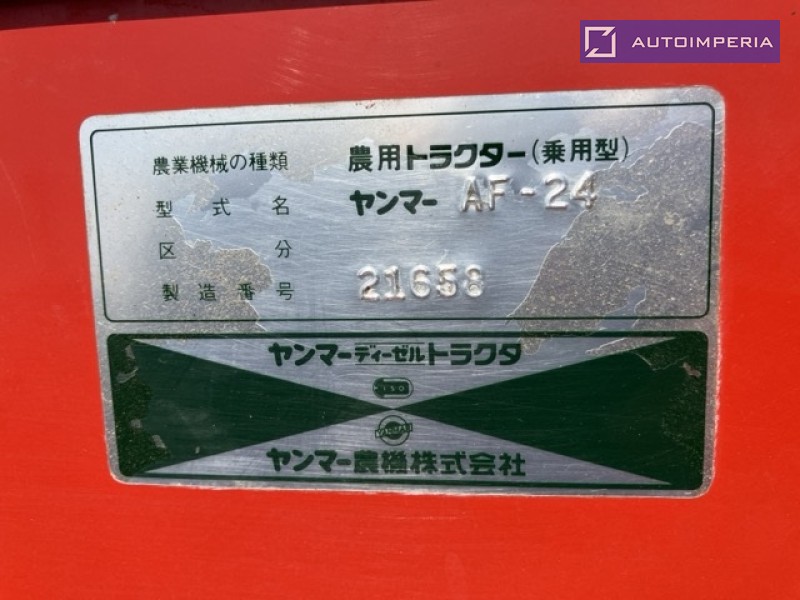 AUTOIMPERIA
農業機械の種類 農用トラクター(乗用型)
型式名 ヤンマー AF-24
区分
製造番号 21658
ヤンマーディーゼルトラクタ
ISO
YANMAR
ヤンマー農機株式会社